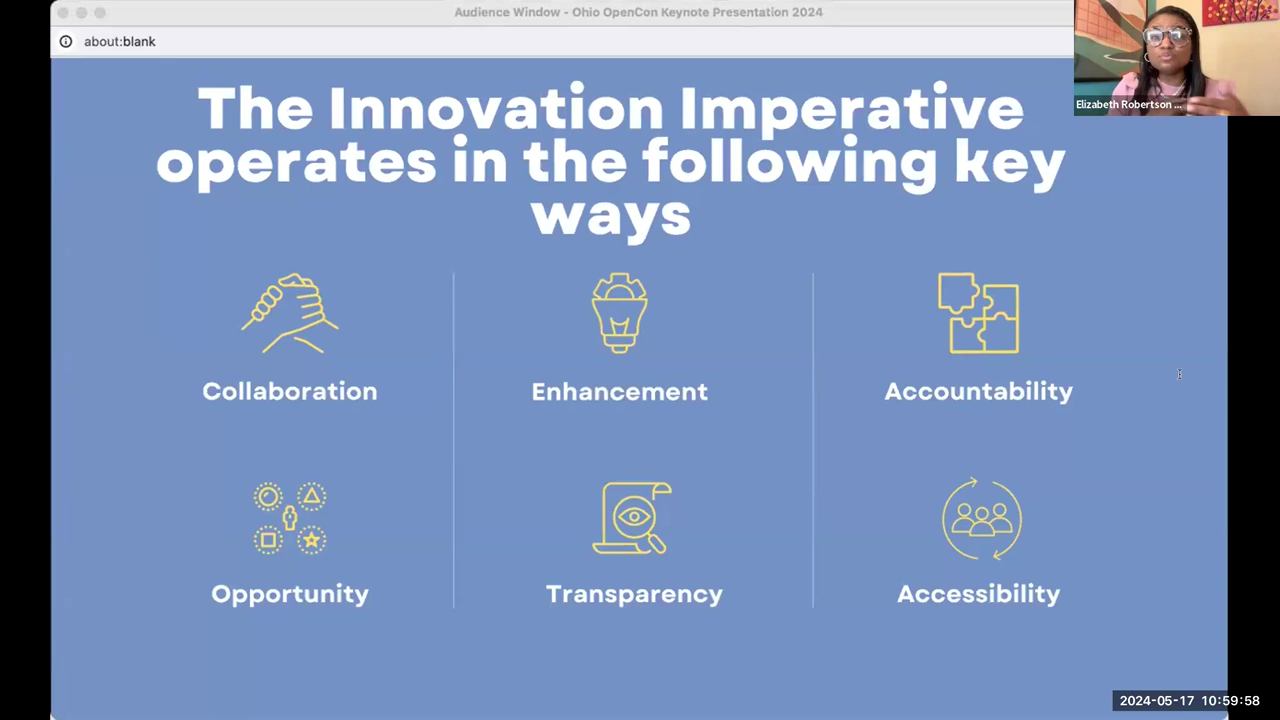 Audience Window - Ohio OpenCon Keynote Presentation 2024
about:blank
Elizabeth Robertson ...
The Innovation Imperative
operates in the following key
ways
Collaboration
Enhancement
Accountability
Opportunity
Transparency
Accessibility
2024-05-17 10:59:58